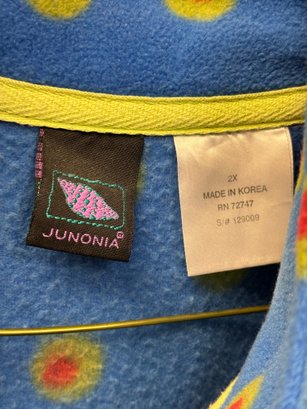 JUNONIA®
2X
MADE IN KOREA
RN 72747
S/# 129009